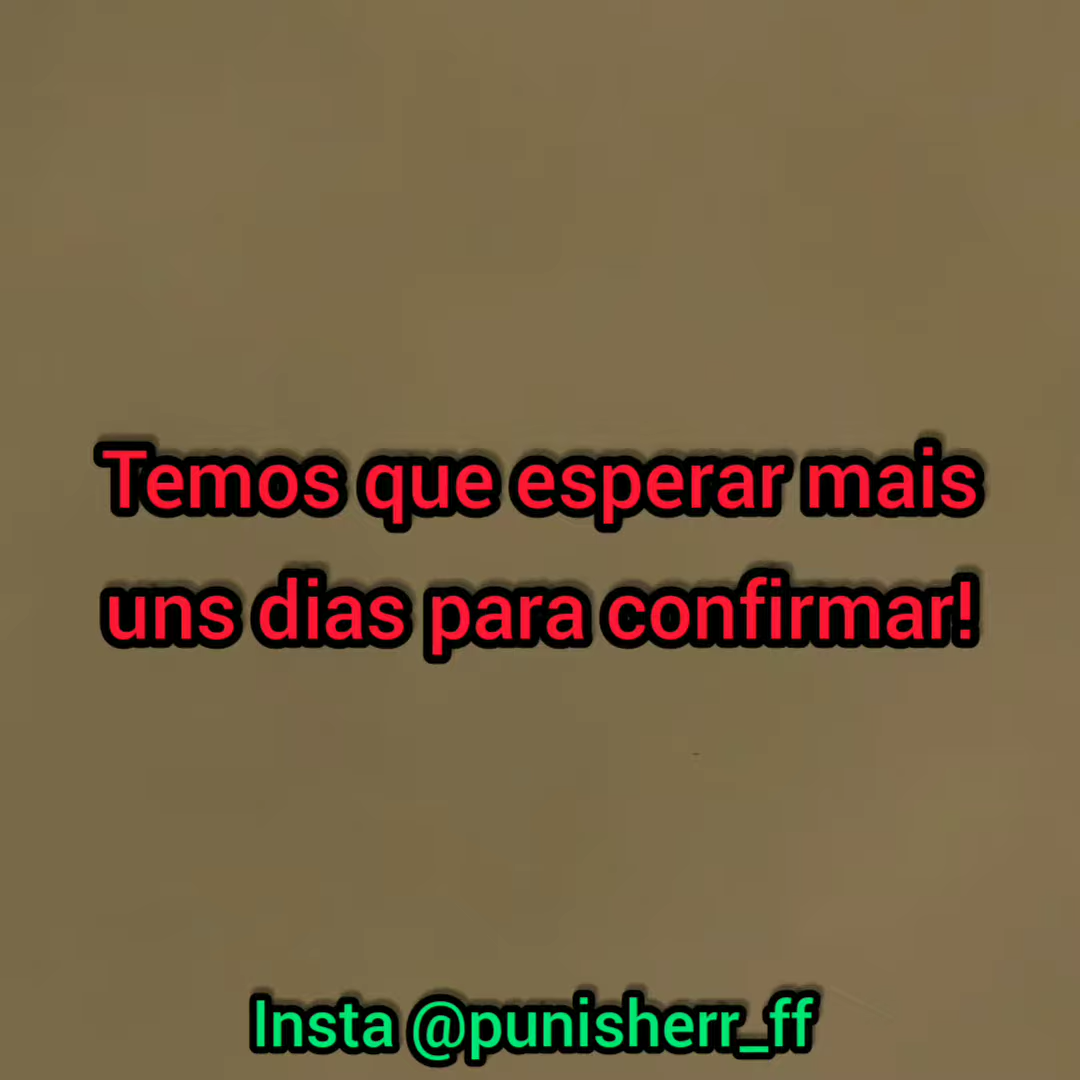 Temos que esperar mais
uns dias para confirmar!
Insta @punisherr_ff